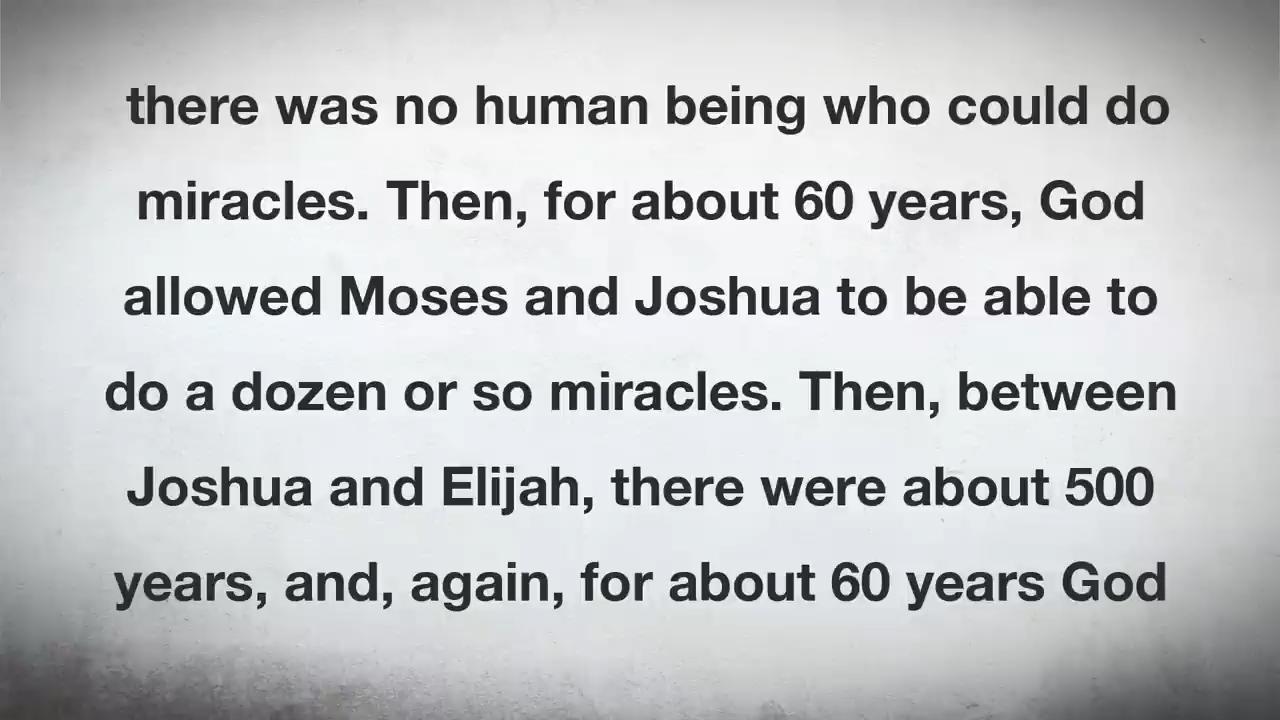 there was no human being who could do
miracles. Then, for about 60 years, God
allowed Moses and Joshua to be able to
do a dozen or so miracles. Then, between
Joshua and Elijah, there were about 500
years, and, again, for about 60 years God